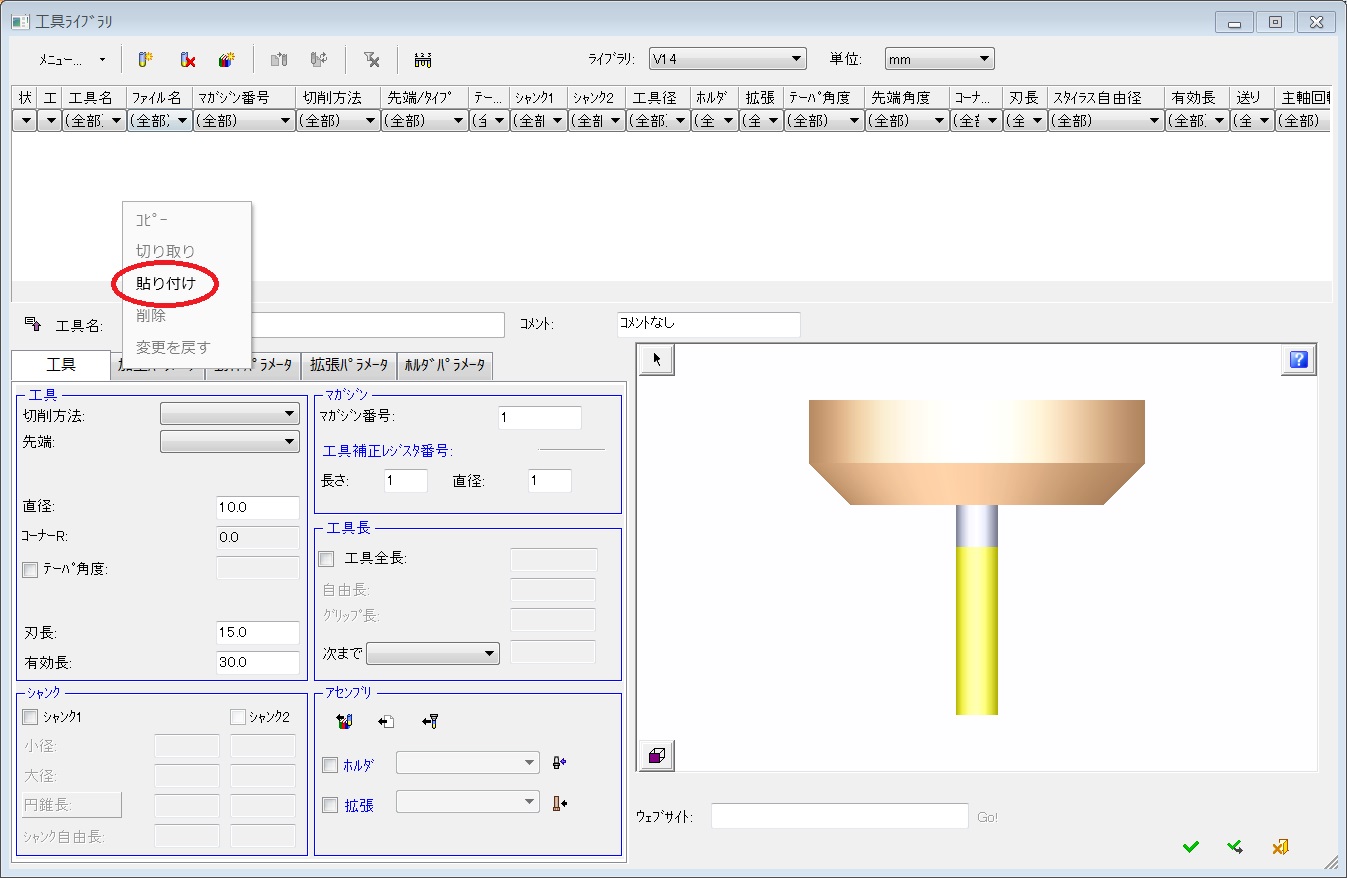 工具ﾗｲﾌﾞﾗﾘ
ﾒﾆｭｰ... ﾗｲﾌﾞﾗﾘ: V14 単位: mm
状 工 工具名 ﾌｧｲﾙ名 ﾏｶﾞｼﾞﾝ番号 切削方法 先端/ﾀｲﾌﾟ テー... ｼｬﾝｸ1 ｼｬﾝｸ2 工具径 ﾎﾙﾀﾞ 拡張 ﾃｰﾊﾟ角度 先端角度 ｺｰﾅ... 刃長 ｽﾀｲﾗｽ自由径 有効長 送り 主軸回転
(全部) (全部) (全部) (全部) (全部) (全 (全部 (全部 (全部 (全 (全 (全部) (全部) (全部 (全 (全部) (全部) (全 (全部)
ｺﾋﾟｰ
切り取り
貼り付け
削除
変更を戻す
工具名: ｺﾒﾝﾄ: ｺﾒﾝﾄなし
工具 ﾊﾟﾗﾒｰﾀ 拡張ﾊﾟﾗﾒｰﾀ ﾎﾙﾀﾞﾊﾟﾗﾒｰﾀ
工具
切削方法:
先端:
直径: 10.0
ｺｰﾅｰR: 0.0
ﾃｰﾊﾟ角度:
刃長: 15.0
有効長: 30.0
ﾏｶﾞｼﾞﾝ
ﾏｶﾞｼﾞﾝ番号: 1
工具補正ﾚｼﾞｽﾀ番号:
長さ: 1 直径: 1
工具長
工具全長:
自由長:
ｸﾞﾘｯﾌﾟ長:
次まで
ｼｬﾝｸ
ｼｬﾝｸ1 ｼｬﾝｸ2
小径:
大径:
円錐長:
ｼｬﾝｸ自由長:
ｱｾﾝﾌﾞﾘ
ﾎﾙﾀﾞ
拡張
?
ｳｪﾌﾞｻｲﾄ: Go!